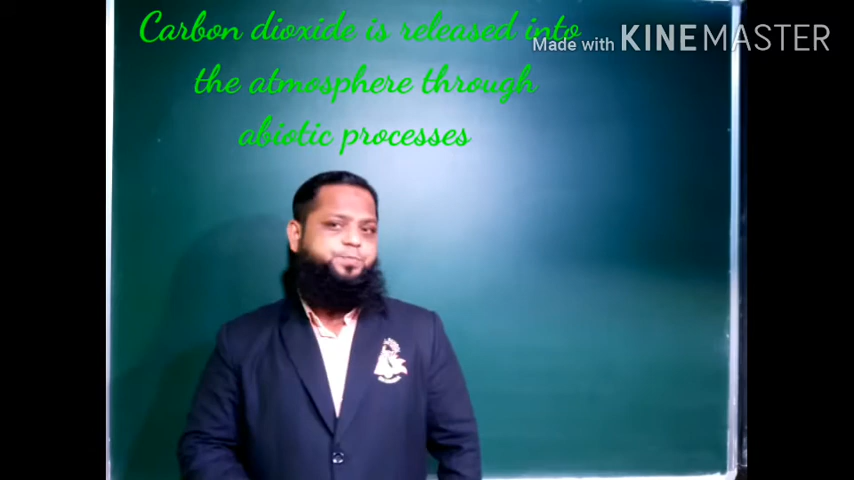 Carbon dioxide is released into
the atmosphere through
abiotic processes
Made with KINEMASTER